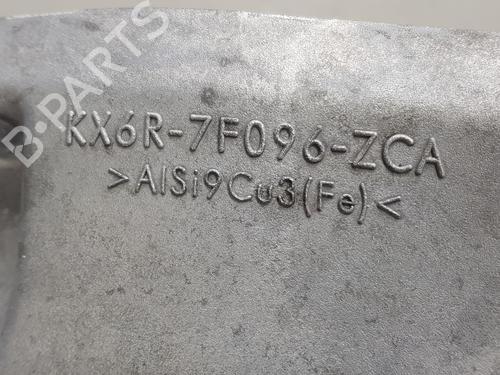 B-PARTS
KX6R-7F096-ZCA
>AlSi9Cu3(Fe)<